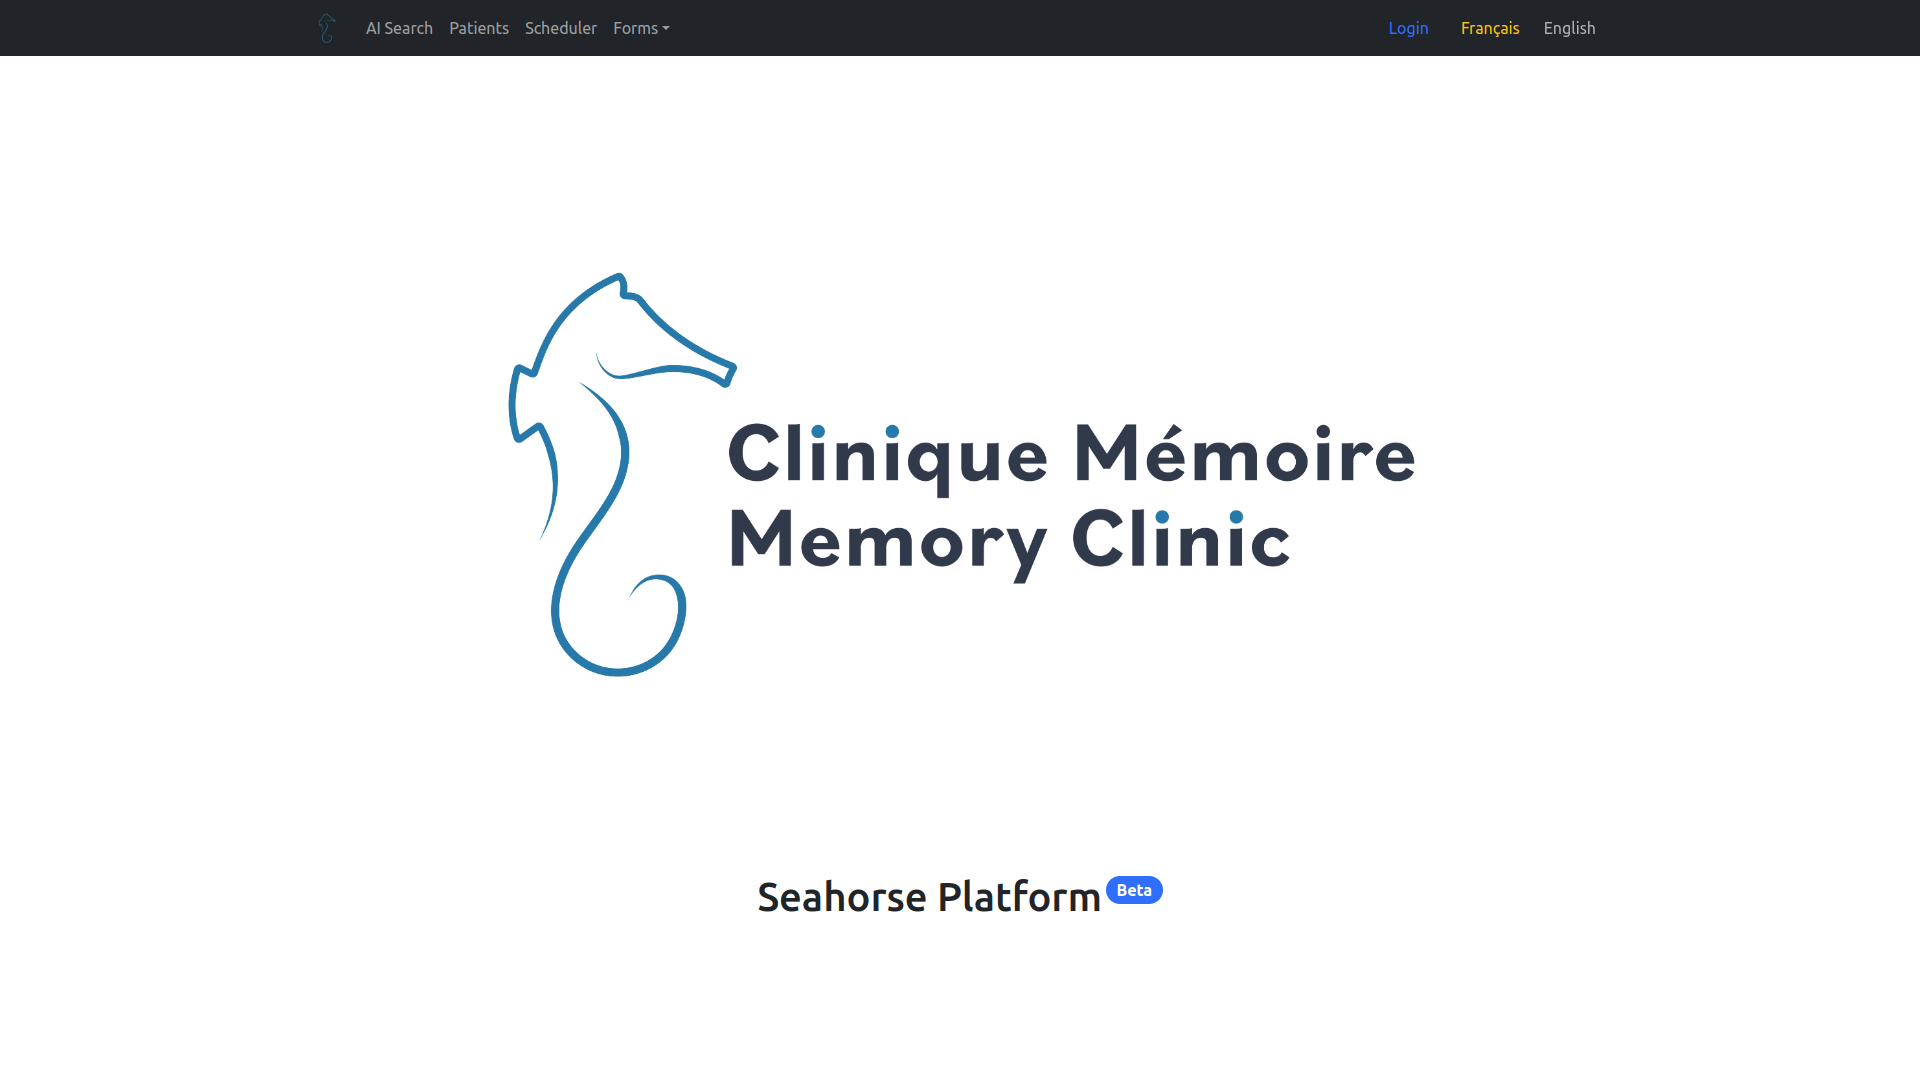 AI Search Patients Scheduler Forms Login Français English
Clinique Mémoire
Memory Clinic
Seahorse Platform Beta